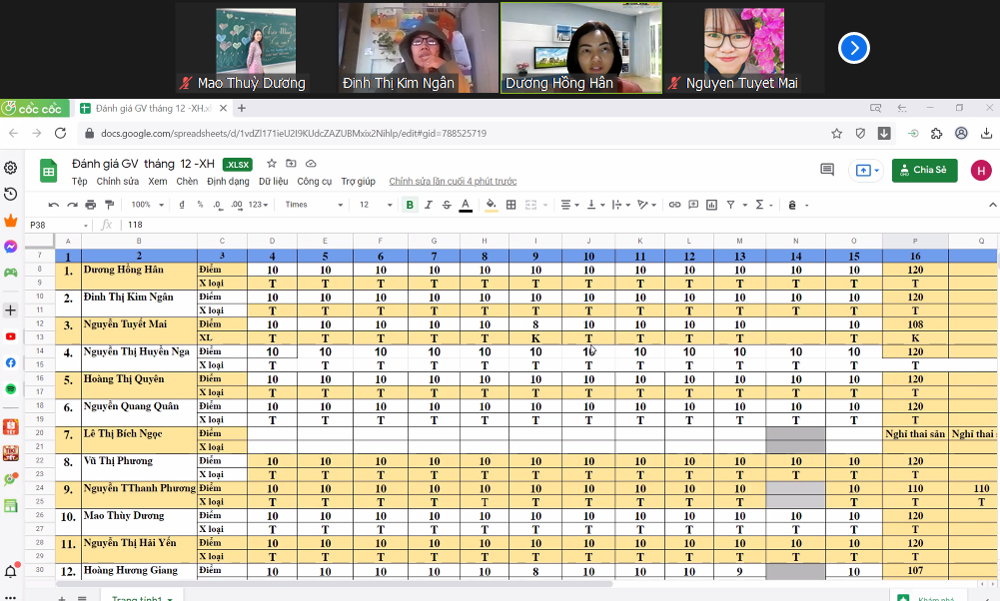 Mao Thuỳ Dương
Đinh Thị Kim Ngân
Dương Hồng Hân
Nguyen Tuyet Mai
CỐC CỐC
Đánh giá GV tháng 12 -XH.x
docs.google.com/spreadsheets/d/1vdZl171ieU2I9KUdcZAZUBMxix2Nihlp/edit#gid=788525719
Đánh giá GV tháng 12 -XH .XLSX
Chia Sẻ
H
Tệp Chỉnh sửa Xem Chèn Định dạng Dữ liệu Công cụ Trợ giúp Chỉnh sửa lần cuối 4 phút trước
100% ₫ % .0 .00 123 Times 12 B I S A
P38 fx 118
A B C D E F G H I J K L M N O P Q
7 1 2 3 4 5 6 7 8 9 10 11 12 13 14 15 16
8 1. Dương Hồng Hân Điểm 10 10 10 10 10 10 10 10 10 10 10 10 120
9 X loại T T T T T T T T T T T T T
10 2. Đinh Thị Kim Ngân Điểm 10 10 10 10 10 10 10 10 10 10 10 10 120
11 X loại T T T T T T T T T T T T T
12 3. Nguyễn Tuyết Mai Điểm 10 10 10 10 10 8 10 10 10 10 10 108
13 XL T T T T T K T T T T T K
14 4. Nguyễn Thị Huyền Nga Điểm 10 10 10 10 10 10 10 10 10 10 10 10 120
15 X loại T T T T T T T T T T T T T
16 5. Hoàng Thị Quyên Điểm 10 10 10 10 10 10 10 10 10 10 10 10 120
17 X loại T T T T T T T T T T T T T
18 6. Nguyễn Quang Quân Điểm 10 10 10 10 10 10 10 10 10 10 10 10 120
19 X loại T T T T T T T T T T T T T
20 7. Lê Thị Bích Ngọc Điểm Nghỉ thai sản Nghỉ thai
21 X loại
22 8. Vũ Thị Phương Điểm 10 10 10 10 10 10 10 10 10 10 10 10 120
23 X loại T T T T T T T T T T T T T
24 9. Nguyễn TThanh Phương Điểm 10 10 10 10 10 10 10 10 10 10 10 110 110
25 X loại T T T T T T T T T T T T T
26 10. Mao Thùy Dương Điểm 10 10 10 10 10 10 10 10 10 10 10 10 120
27 X loại T T T T T T T T T T T T T
28 11. Nguyễn Thị Hải Yến Điểm 10 10 10 10 10 10 10 10 10 10 10 10 120
29 X loại T T T T T T T T T T T T T
30 12. Hoàng Hương Giang Điểm 10 10 10 10 10 8 10 10 10 9 10 107
Trang tính1
Khám phá